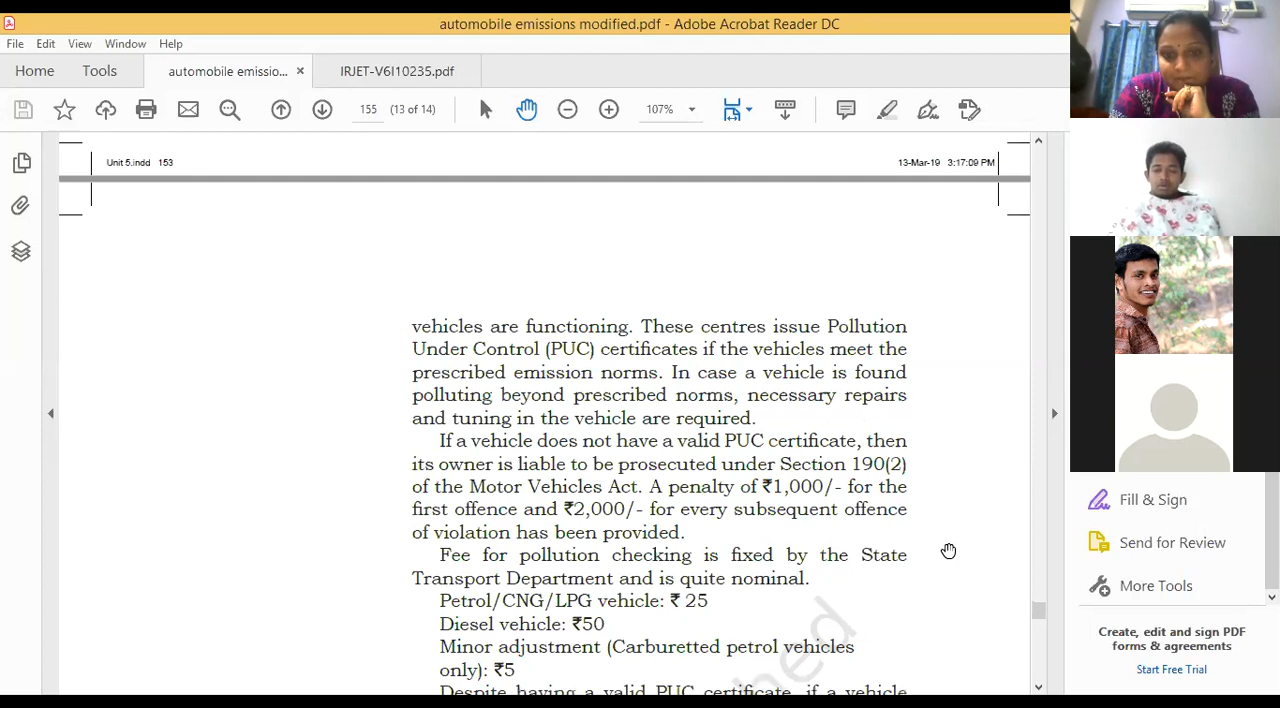 automobile emissions modified.pdf - Adobe Acrobat Reader DC
File Edit View Window Help
Home Tools automobile emissio... × IRJET-V6I10235.pdf
155 (13 of 14) 107%
Unit 5.indd 153 13-Mar-19 3:17:09 PM
vehicles are functioning. These centres issue Pollution
Under Control (PUC) certificates if the vehicles meet the
prescribed emission norms. In case a vehicle is found
polluting beyond prescribed norms, necessary repairs
and tuning in the vehicle are required.
If a vehicle does not have a valid PUC certificate, then
its owner is liable to be prosecuted under Section 190(2)
of the Motor Vehicles Act. A penalty of ₹1,000/- for the
first offence and ₹2,000/- for every subsequent offence
of violation has been provided.
Fee for pollution checking is fixed by the State
Transport Department and is quite nominal.
Petrol/CNG/LPG vehicle: ₹ 25
Diesel vehicle: ₹50
Minor adjustment (Carburetted petrol vehicles
only): ₹5
Despite having a valid PUC certificate, if a vehicle
hed
Fill & Sign
Send for Review
More Tools
Create, edit and sign PDF
forms & agreements
Start Free Trial